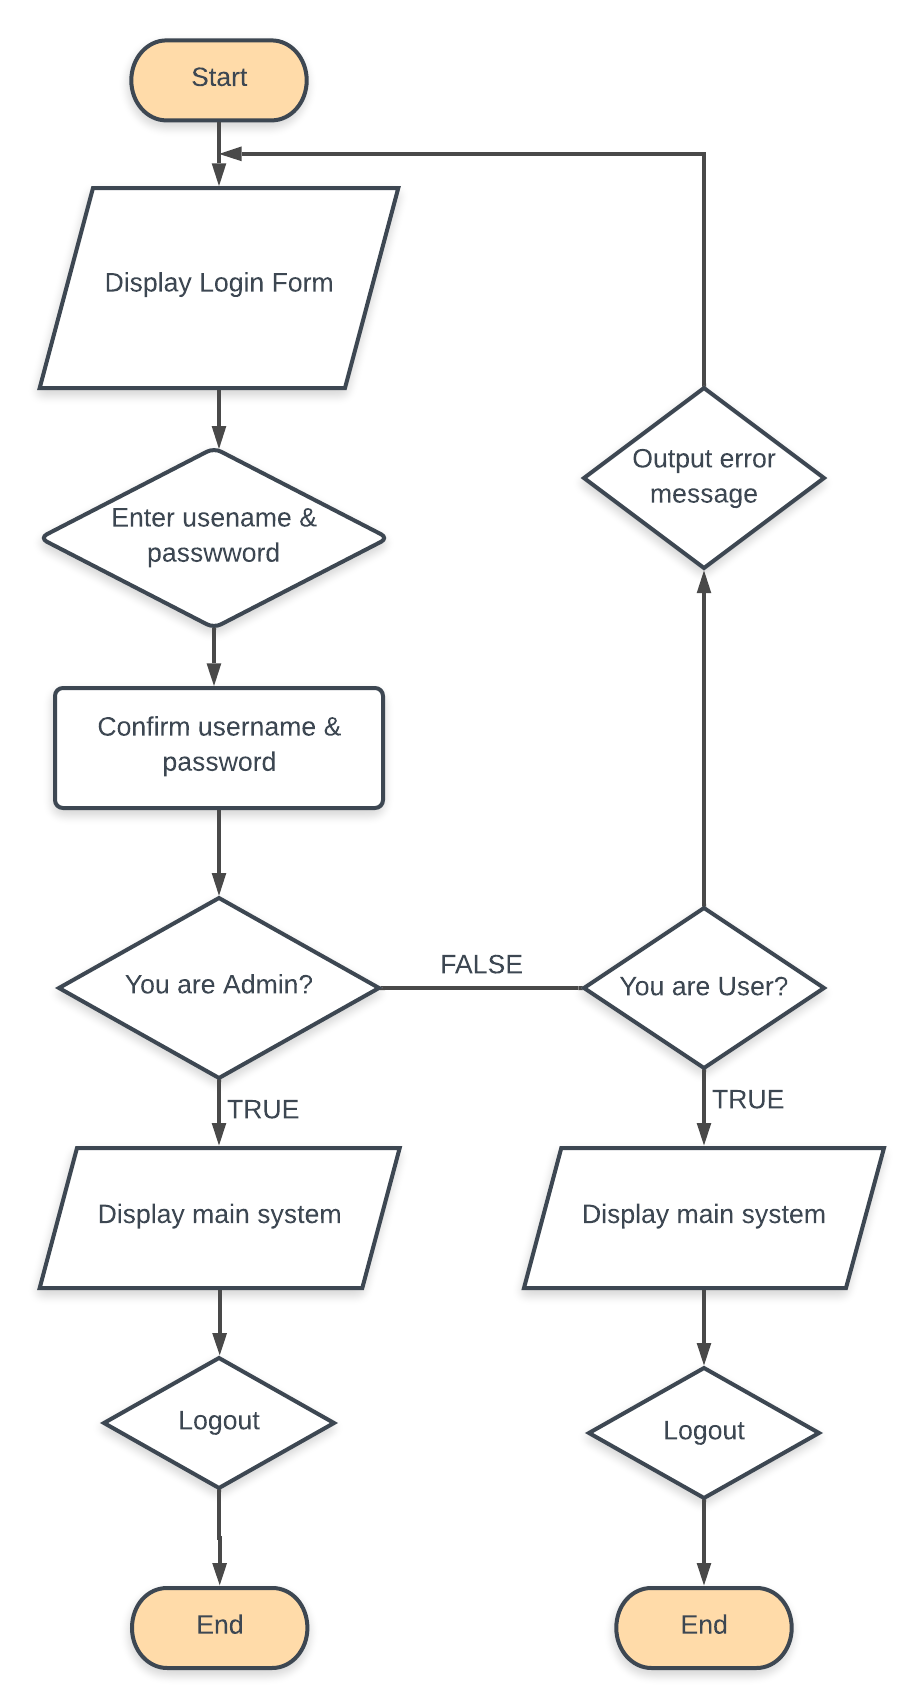 Start
Display Login Form
Enter usename &
passwword
Confirm username &
password
You are Admin?
FALSE
TRUE
Display main system
Logout
End
Output error
message
You are User?
TRUE
Display main system
Logout
End